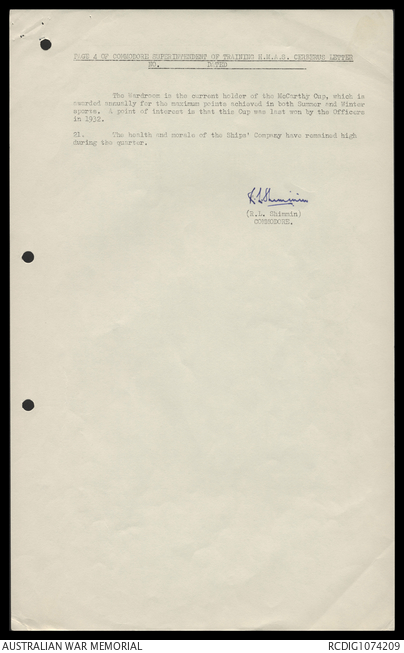 PAGE 4 OF COMMODORE SUPERINTENDENT OF TRAINING H.M.A.S. CERBERUS LETTER
NO. DATED
The Wardroom is the current holder of the McCarthy Cup, which is
awarded annually for the maximum points achieved in both Summer and Winter
sports. A point of interest is that this Cup was last won by the Officers
in 1932.
21. The health and morale of the Ships' Company have remained high
during the quarter.
R L Shimmin
(R.L. Shimmin)
COMMODORE.
AUSTRALIAN WAR MEMORIAL
RCDIG1074209